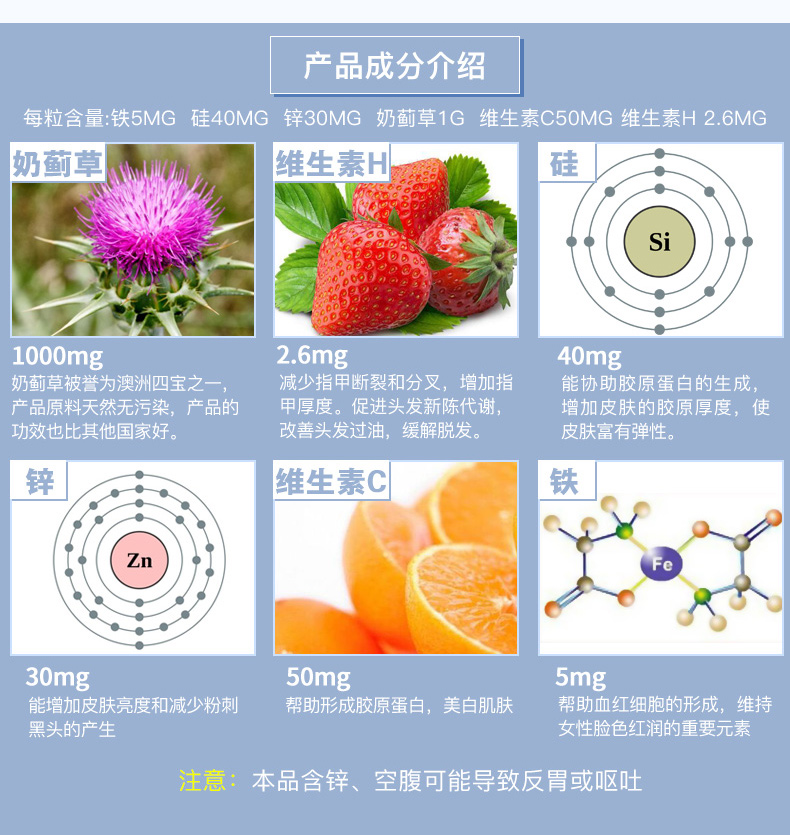 产品成分介绍
每粒含量:铁5MG 硅40MG 锌30MG 奶蓟草1G 维生素C50MG 维生素H 2.6MG
奶蓟草
维生素H
硅
Si
1000mg
奶蓟草被誉为澳洲四宝之一，
产品原料天然无污染，产品的
功效也比其他国家好。
2.6mg
减少指甲断裂和分叉，增加指
甲厚度。促进头发新陈代谢，
改善头发过油，缓解脱发。
40mg
能协助胶原蛋白的生成，
增加皮肤的胶原厚度，使
皮肤富有弹性。
锌
维生素C
铁
Zn
Fe
30mg
能增加皮肤亮度和减少粉刺
黑头的产生
50mg
帮助形成胶原蛋白，美白肌肤
5mg
帮助血红细胞的形成，维持
女性脸色红润的重要元素
注意：本品含锌、空腹可能导致反胃或呕吐